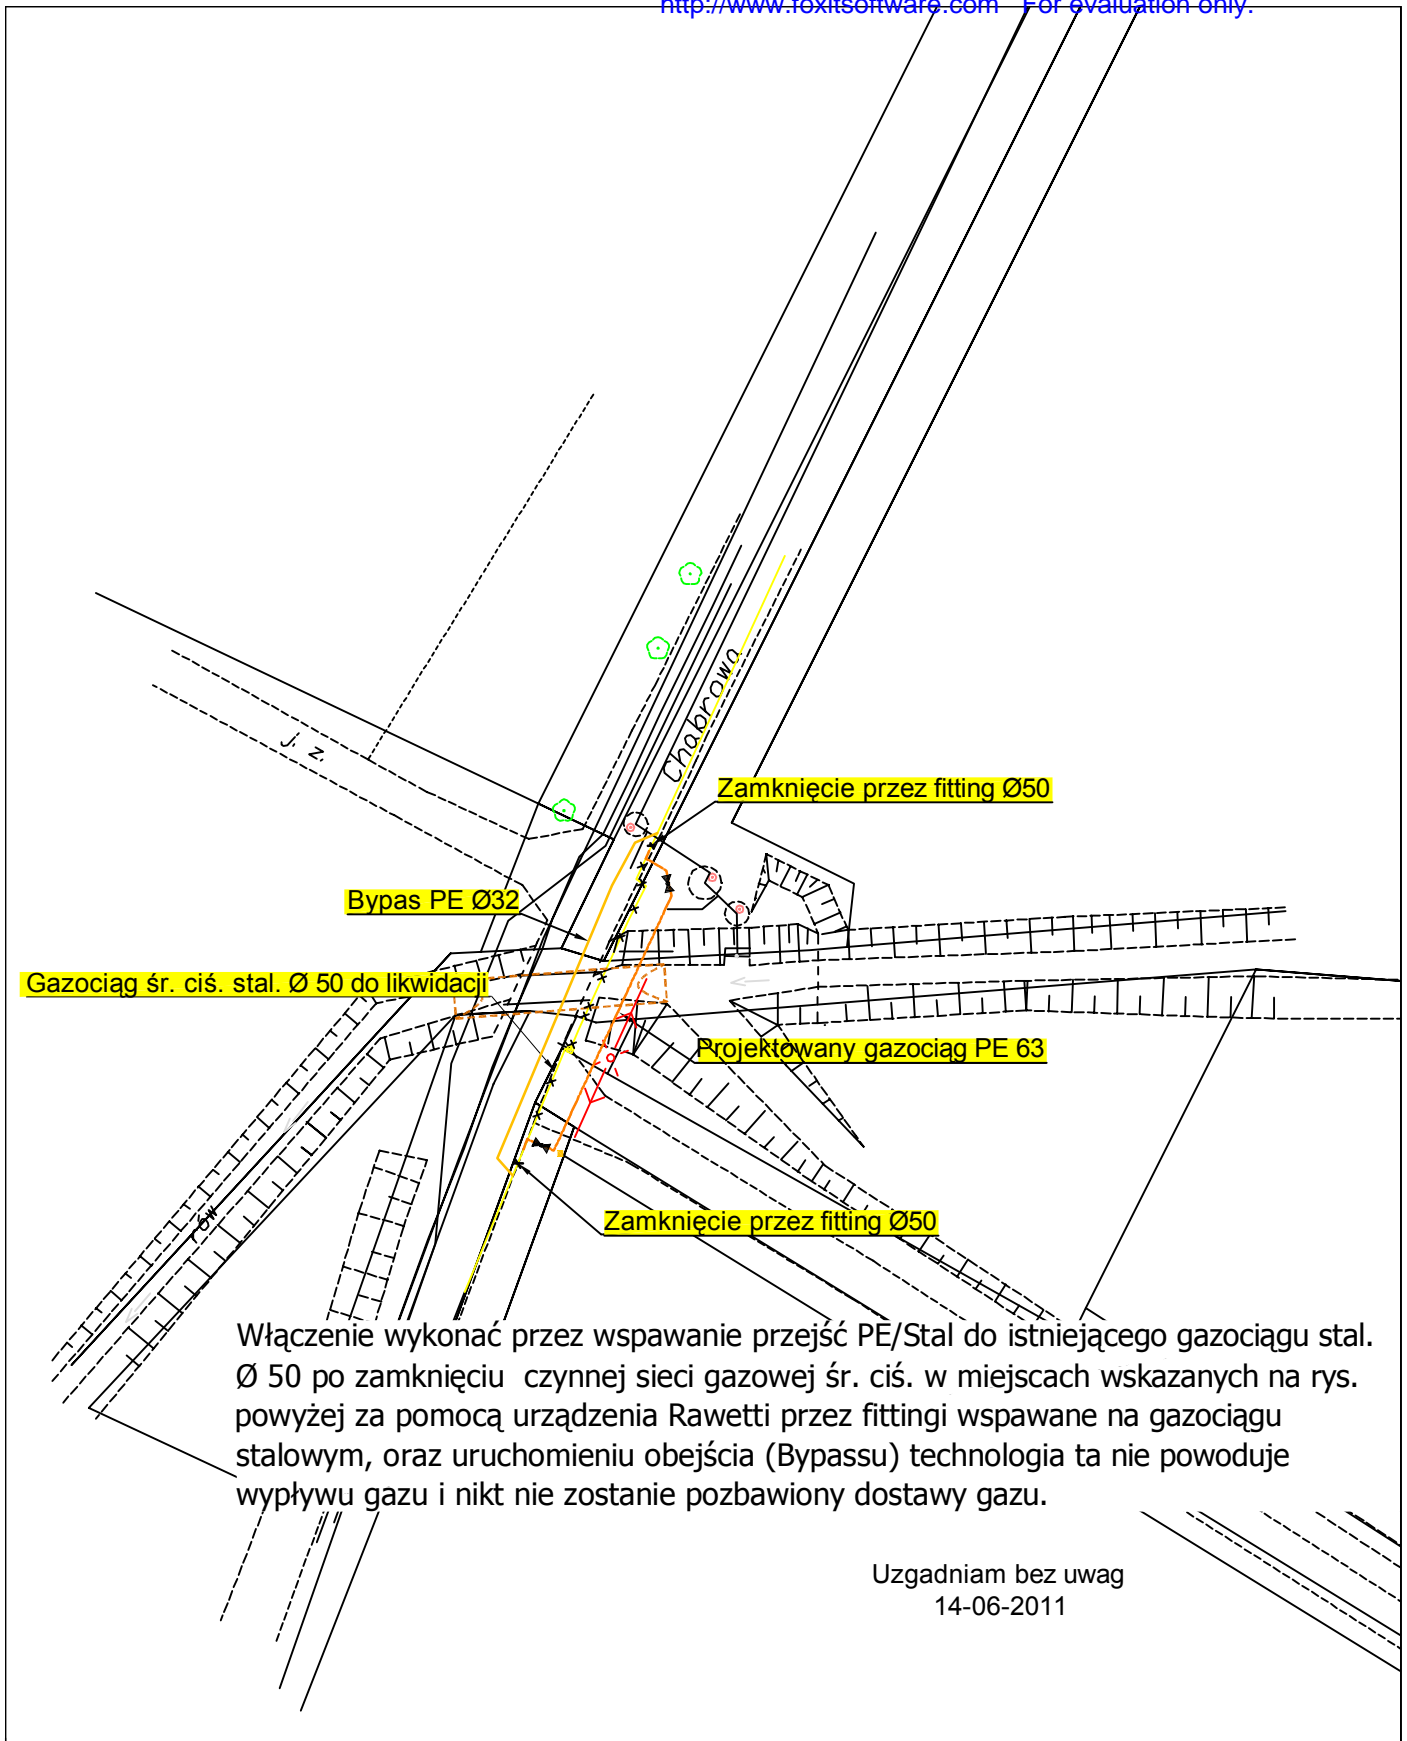 http://www.foxitsoftware.com For evaluation only.
Chabrowa
j. z.
Zamknięcie przez fitting Ø50
Bypas PE Ø32
Gazociąg śr. ciś. stal. Ø 50 do likwidacji
Projektowany gazociąg PE 63
rów
Zamknięcie przez fitting Ø50
Włączenie wykonać przez wspawanie przejść PE/Stal do istniejącego gazociągu stal.
Ø 50 po zamknięciu czynnej sieci gazowej śr. ciś. w miejscach wskazanych na rys.
powyżej za pomocą urządzenia Rawetti przez fittingi wspawane na gazociągu
stalowym, oraz uruchomieniu obejścia (Bypassu) technologia ta nie powoduje
wypływu gazu i nikt nie zostanie pozbawiony dostawy gazu.
Uzgadniam bez uwag
14-06-2011